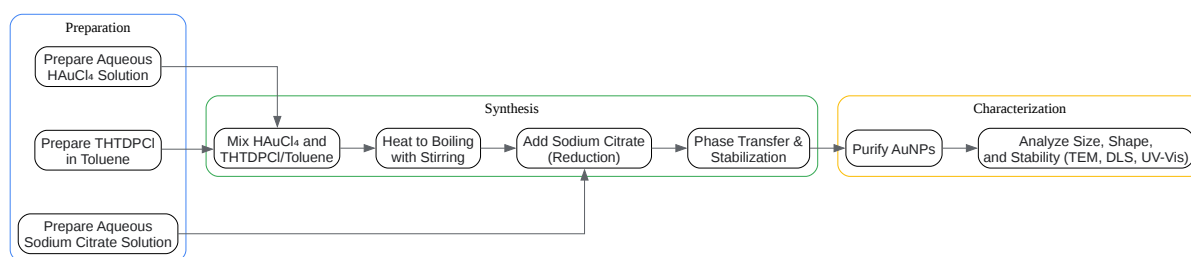 Preparation
Prepare Aqueous
HAuCl₄ Solution
Prepare THTDPCl
in Toluene
Prepare Aqueous
Sodium Citrate Solution
Synthesis
Mix HAuCl₄ and
THTDPCl/Toluene
Heat to Boiling
with Stirring
Add Sodium Citrate
(Reduction)
Phase Transfer &
Stabilization
Characterization
Purify AuNPs
Analyze Size, Shape,
and Stability (TEM, DLS, UV-Vis)